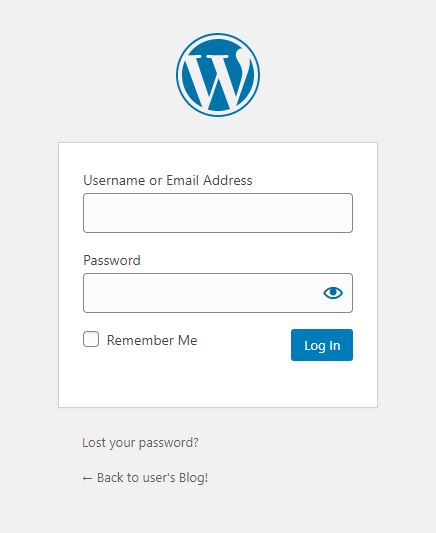 Username or Email Address
Password
Remember Me
Log In
Lost your password?
← Back to user's Blog!